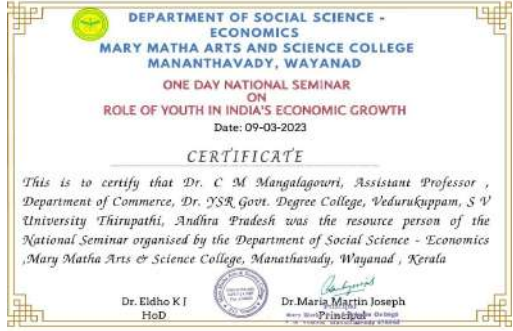 DEPARTMENT OF SOCIAL SCIENCE -
ECONOMICS
MARY MATHA ARTS AND SCIENCE COLLEGE
MANANTHAVADY, WAYANAD
ONE DAY NATIONAL SEMINAR
ON
ROLE OF YOUTH IN INDIA'S ECONOMIC GROWTH
Date: 09-03-2023
CERTIFICATE
This is to certify that Dr. C M Mangalagowri, Assistant Professor ,
Department of Commerce, Dr. YSR Govt. Degree College, Vedurukuppam, S V
University Thirupathi, Andhra Pradesh was the resource person of the
National Seminar organised by the Department of Social Science - Economics
,Mary Matha Arts & Science College, Manathavady, Wayanad , Kerala
Dr. Eldho K J
HoD
Dr.Maria Martin Joseph
Principal